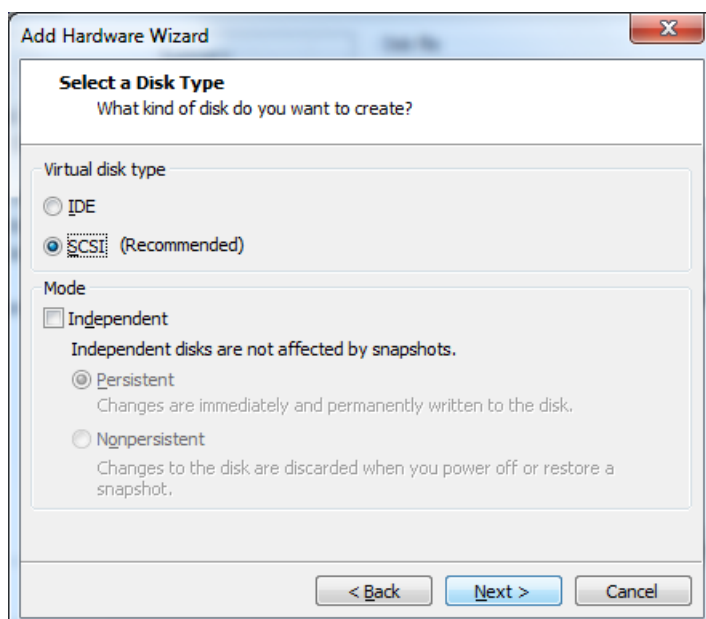 Add Hardware Wizard
Select a Disk Type
What kind of disk do you want to create?
Virtual disk type
IDE
SCSI (Recommended)
Mode
Independent
Independent disks are not affected by snapshots.
Persistent
Changes are immediately and permanently written to the disk.
Nonpersistent
Changes to the disk are discarded when you power off or restore a
snapshot.
< Back Next > Cancel